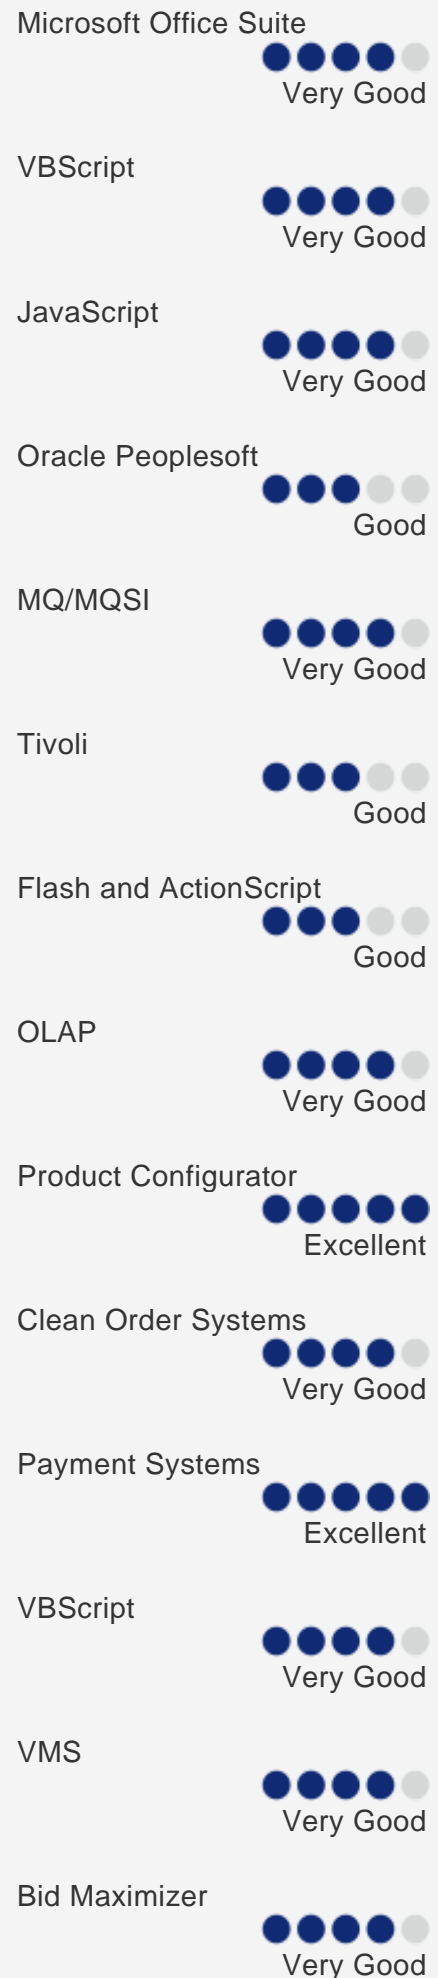 Microsoft Office Suite
Very Good
VBScript
Very Good
JavaScript
Very Good
Oracle Peoplesoft
Good
MQ/MQSI
Very Good
Tivoli
Good
Flash and ActionScript
Good
OLAP
Very Good
Product Configurator
Excellent
Clean Order Systems
Very Good
Payment Systems
Excellent
VBScript
Very Good
VMS
Very Good
Bid Maximizer
Very Good